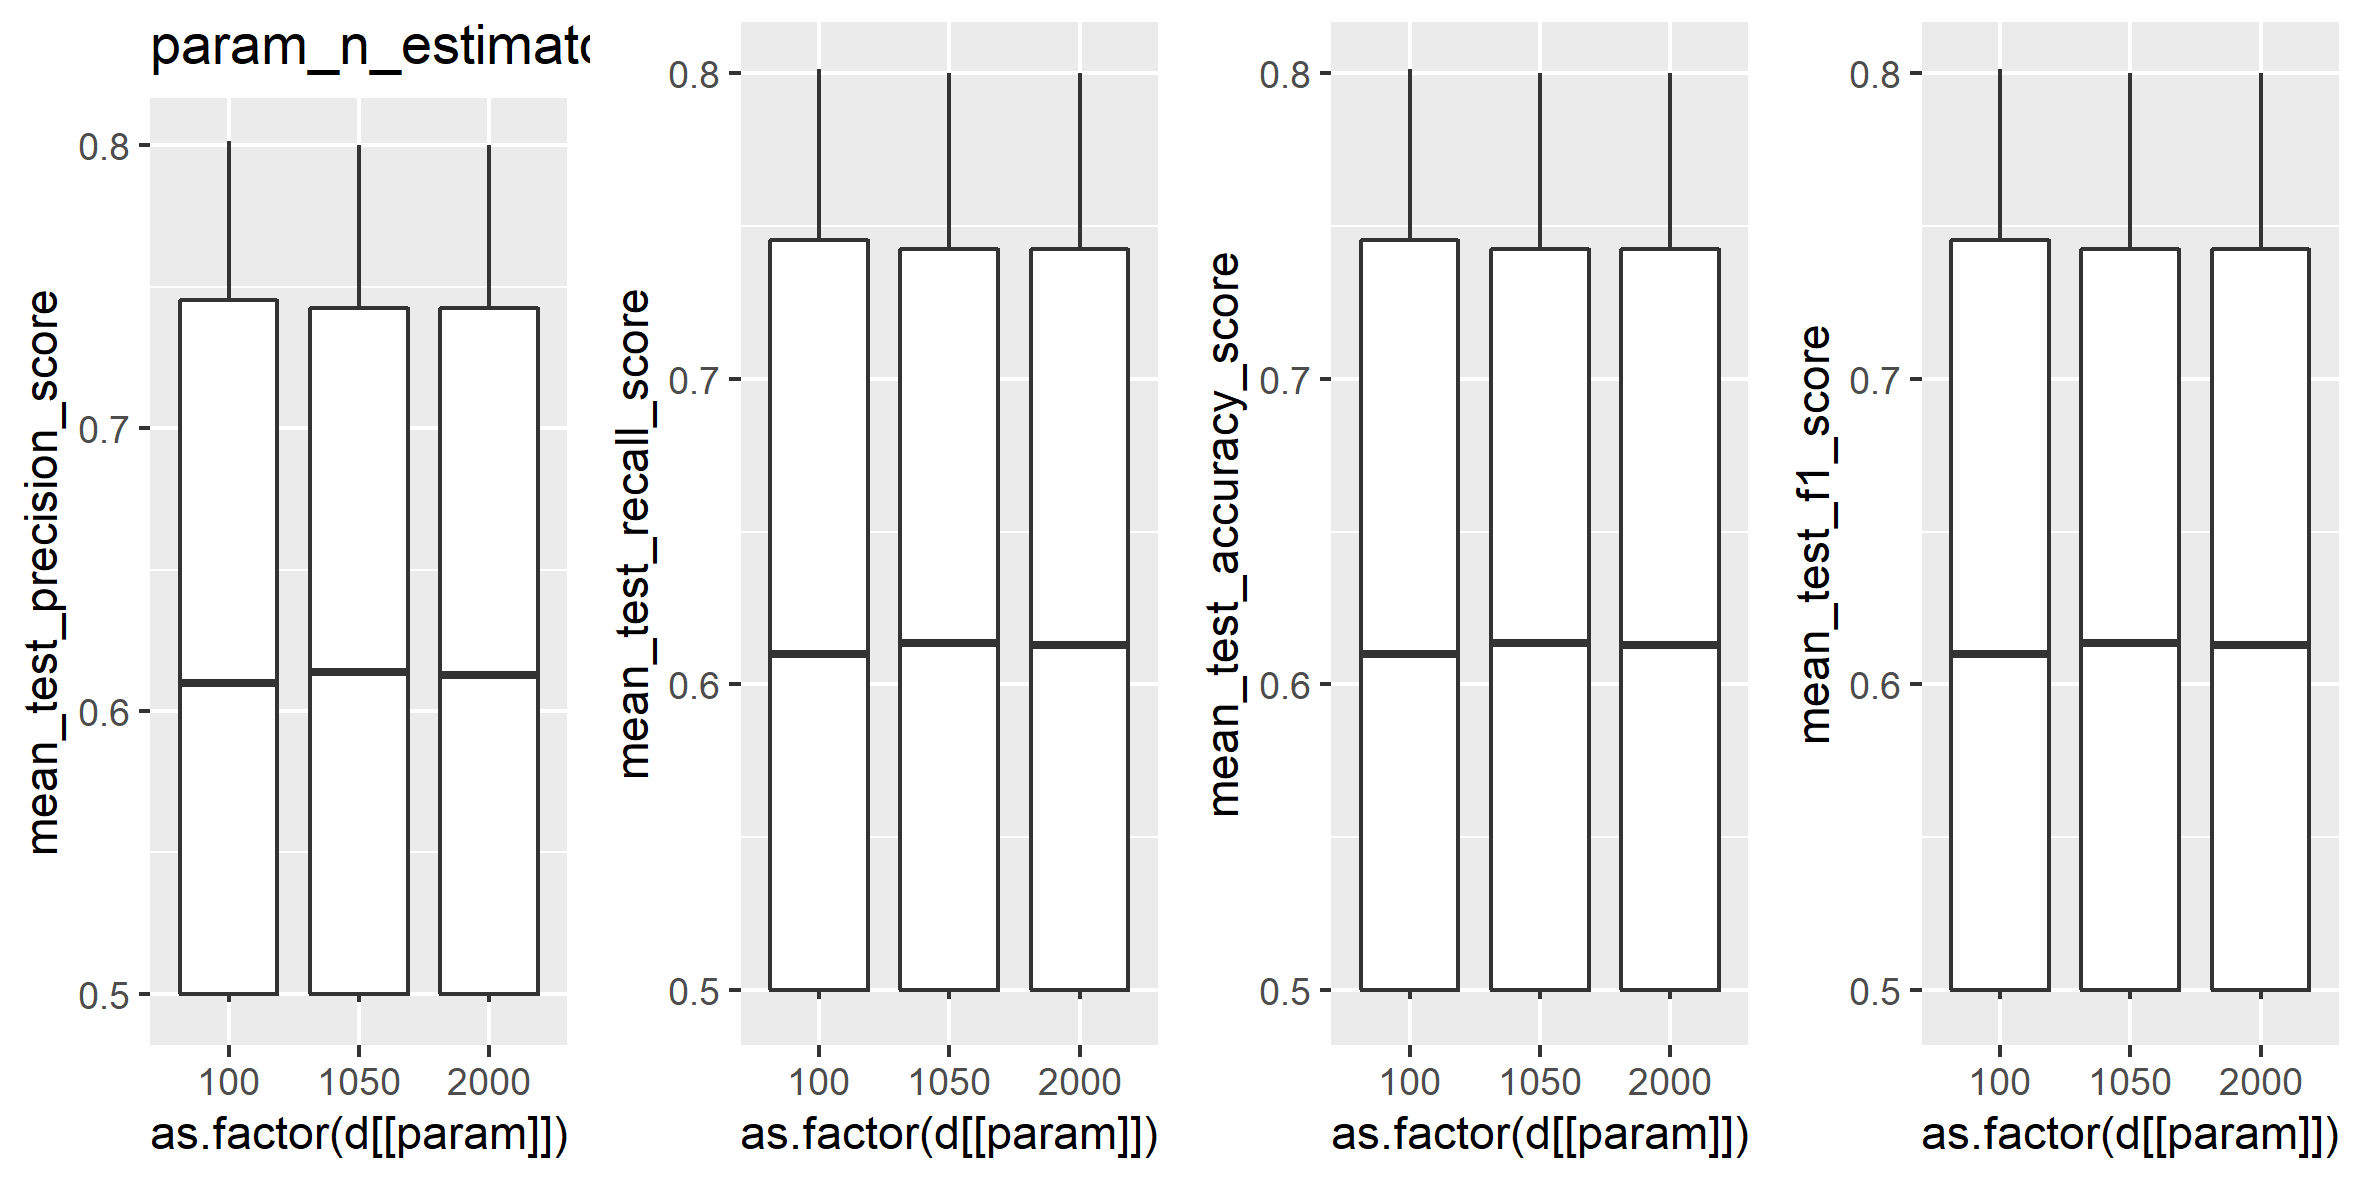 param_n_estimato
mean_test_precision_score
0.8
0.7
0.6
0.5
100 1050 2000
as.factor(d[[param]])
mean_test_recall_score
0.8
0.7
0.6
0.5
100 1050 2000
as.factor(d[[param]])
mean_test_accuracy_score
0.8
0.7
0.6
0.5
100 1050 2000
as.factor(d[[param]])
mean_test_f1_score
0.8
0.7
0.6
0.5
100 1050 2000
as.factor(d[[param]])